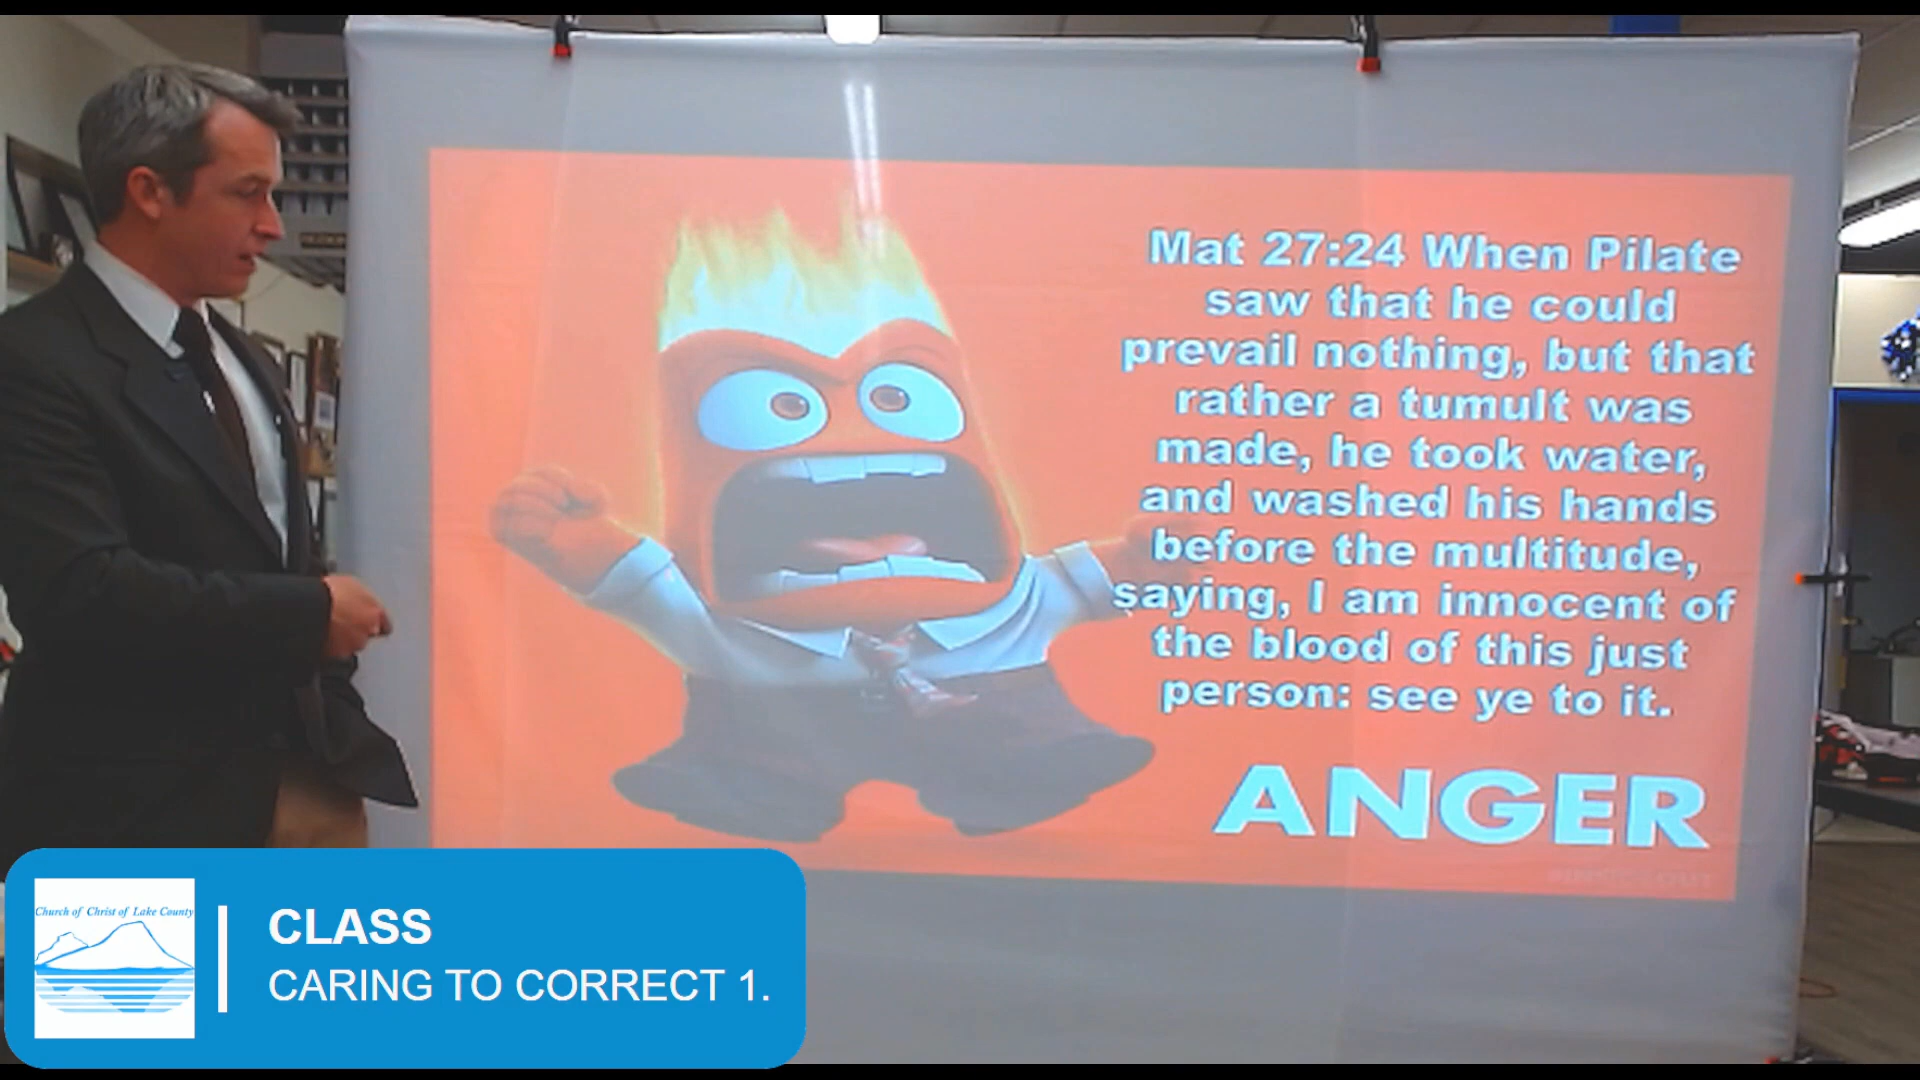 Mat 27:24 When Pilate
saw that he could
prevail nothing, but that
rather a tumult was
made, he took water,
and washed his hands
before the multitude,
saying, I am innocent of
the blood of this just
person: see ye to it.
ANGER
Church of Christ of Lake County
CLASS
CARING TO CORRECT 1.